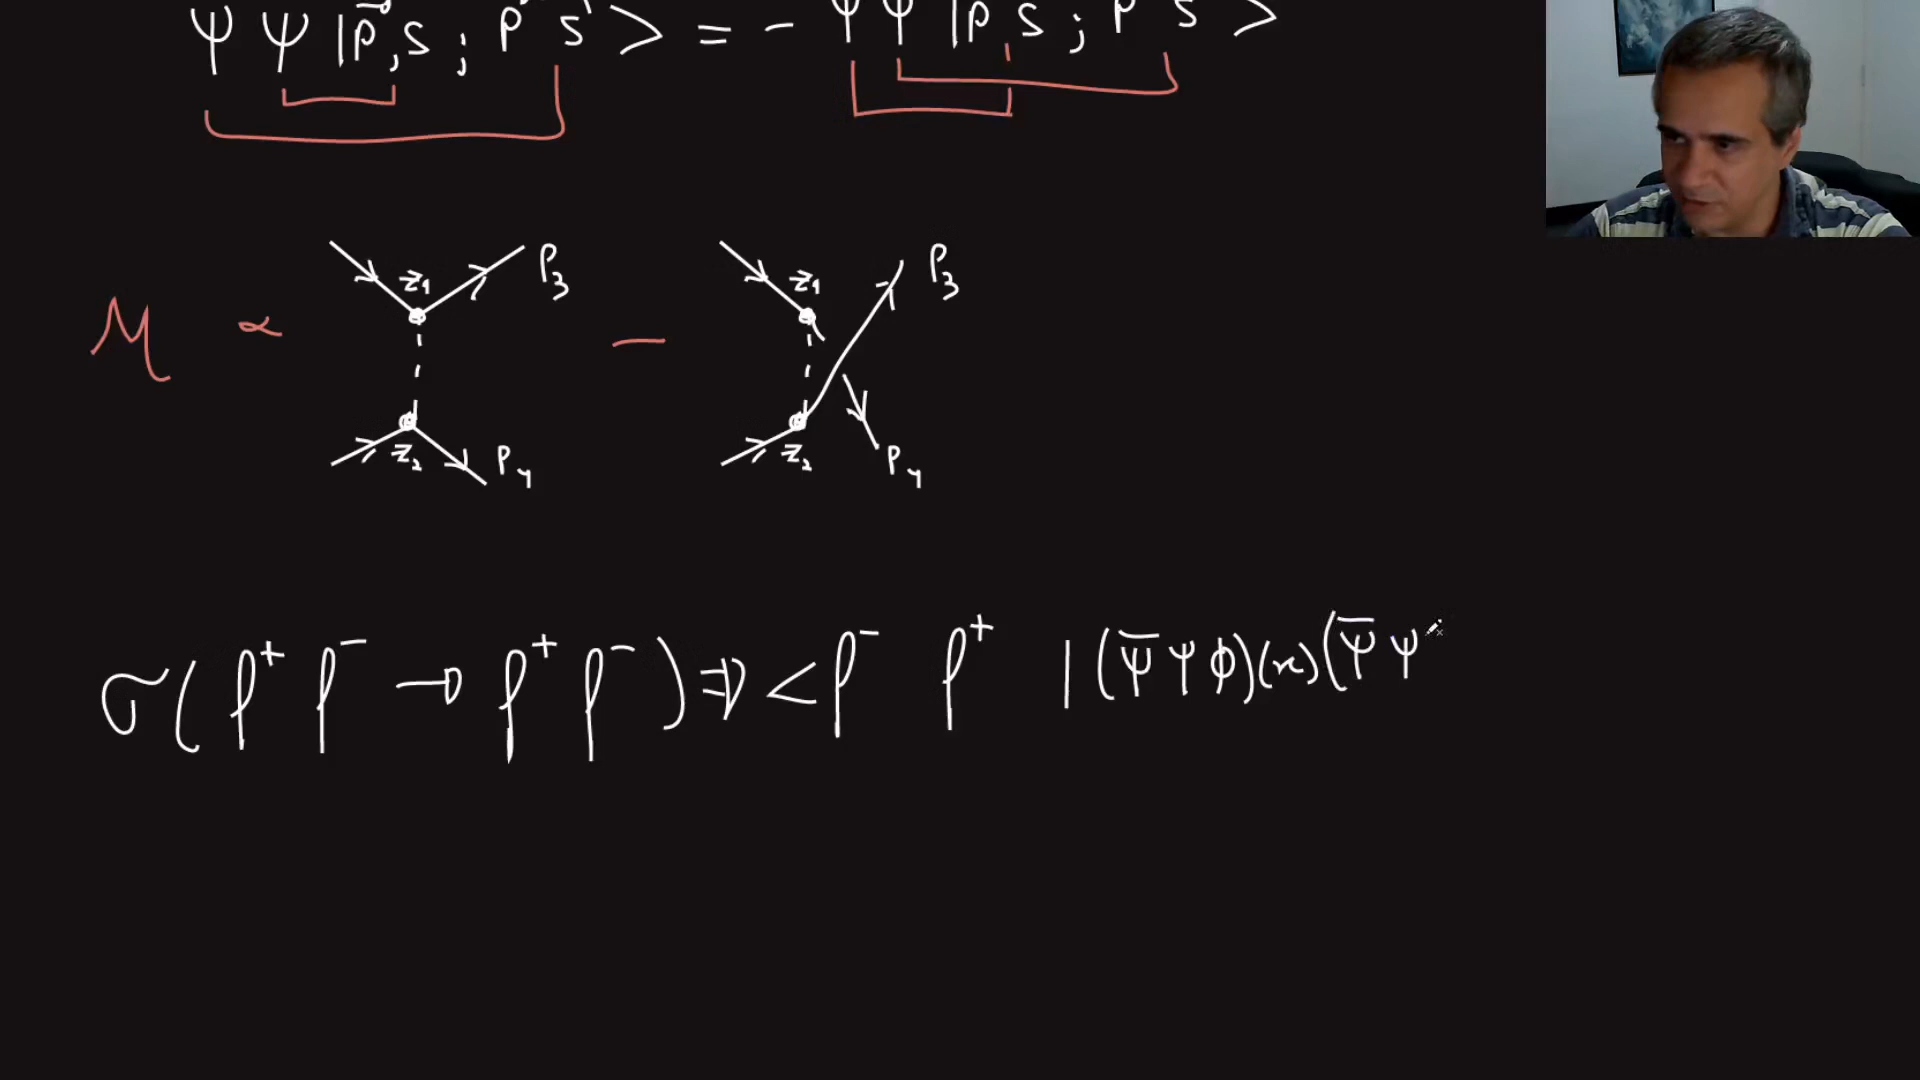 ψ ψ |p⃗, s ; p s' > = − ψ ψ |p s ; p s >
z₁ p₃ z₁ p₃
M ∝ −
z₂ p₄ z₂ p₄
σ( f⁺ f⁻ → f⁺ f⁻ ) ⇒ < f⁻ f⁺ | (ψ̄ ψ φ)(x) (ψ̄ ψ